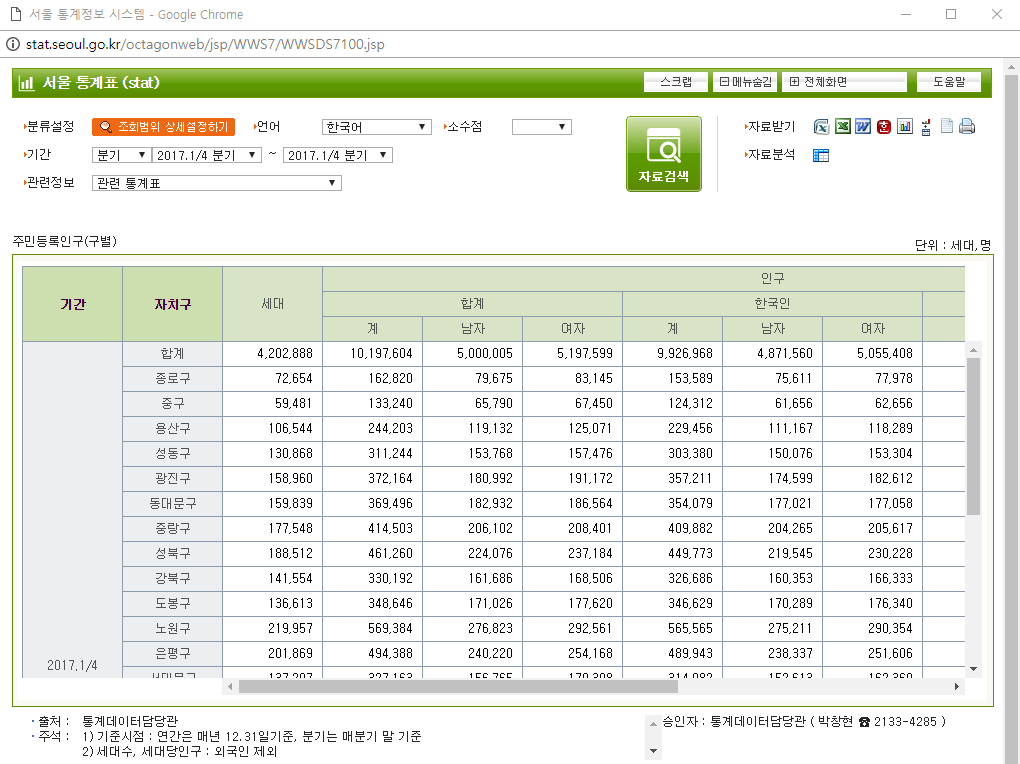 서울 통계정보 시스템 - Google Chrome
stat.seoul.go.kr/octagonweb/jsp/WWS7/WWSDS7100.jsp
서울 통계표 (stat) 스크랩 메뉴숨김 전체화면 도움말
분류설정 조회범위 상세설정하기 언어 한국어 소수점 자료받기
기간 분기 2017.1/4 분기 ~ 2017.1/4 분기 자료검색 자료분석
관련정보 관련 통계표
주민등록인구(구별) 단위 : 세대, 명
기간 자치구 세대 인구
합계 한국인
계 남자 여자 계 남자 여자
합계 4,202,888 10,197,604 5,000,005 5,197,599 9,926,968 4,871,560 5,055,408
종로구 72,654 162,820 79,675 83,145 153,589 75,611 77,978
중구 59,481 133,240 65,790 67,450 124,312 61,656 62,656
용산구 106,544 244,203 119,132 125,071 229,456 111,167 118,289
성동구 130,868 311,244 153,768 157,476 303,380 150,076 153,304
광진구 158,960 372,164 180,992 191,172 357,211 174,599 182,612
동대문구 159,839 369,496 182,932 186,564 354,079 177,021 177,058
중랑구 177,548 414,503 206,102 208,401 409,882 204,265 205,617
성북구 188,512 461,260 224,076 237,184 449,773 219,545 230,228
강북구 141,554 330,192 161,686 168,506 326,686 160,353 166,333
도봉구 136,613 348,646 171,026 177,620 346,629 170,289 176,340
노원구 219,957 569,384 276,823 292,561 565,565 275,211 290,354
은평구 201,869 494,388 240,220 254,168 489,943 238,337 251,606
2017.1/4
출처 : 통계데이터담당관 승인자 : 통계데이터담당관 ( 박창현 ☎ 2133-4285 )
주석 : 1) 기준시점 : 연간은 매년 12.31일기준, 분기는 매분기 말 기준
2) 세대수, 세대당인구 : 외국인 제외